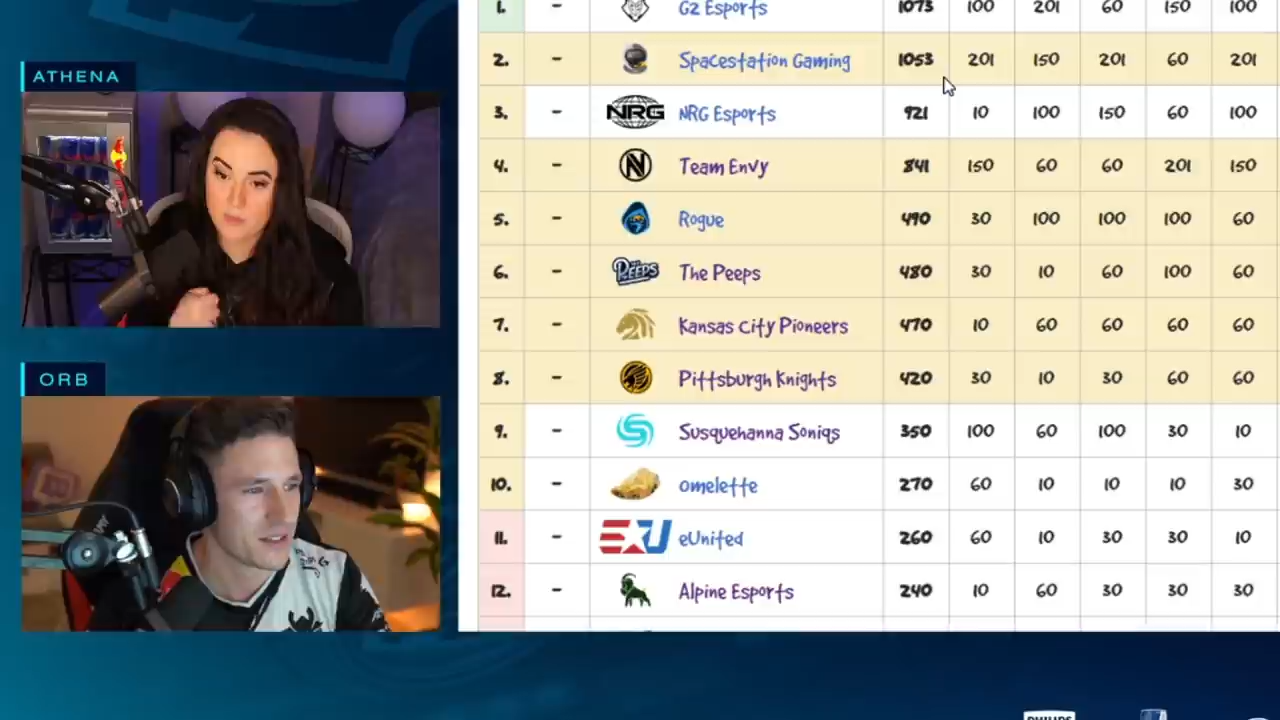 ATHENA
ORB
1. - G2 Esports 1073 100 201 60 150 100
2. - Spacestation Gaming 1053 201 150 201 60 201
3. - NRG NRG Esports 921 10 100 150 60 100
4. - N Team Envy 841 150 60 60 201 150
5. - Rogue 490 30 100 100 100 60
6. - PEEPS The Peeps 480 30 10 60 100 60
7. - Kansas City Pioneers 470 10 60 60 60 60
8. - Pittsburgh Knights 420 30 10 30 60 60
9. - Susquehanna Soniqs 350 100 60 100 30 10
10. - omelette 270 60 10 10 10 30
11. - EU eUnited 260 60 10 30 30 10
12. - Alpine Esports 240 10 60 30 30 30
PHILIPS